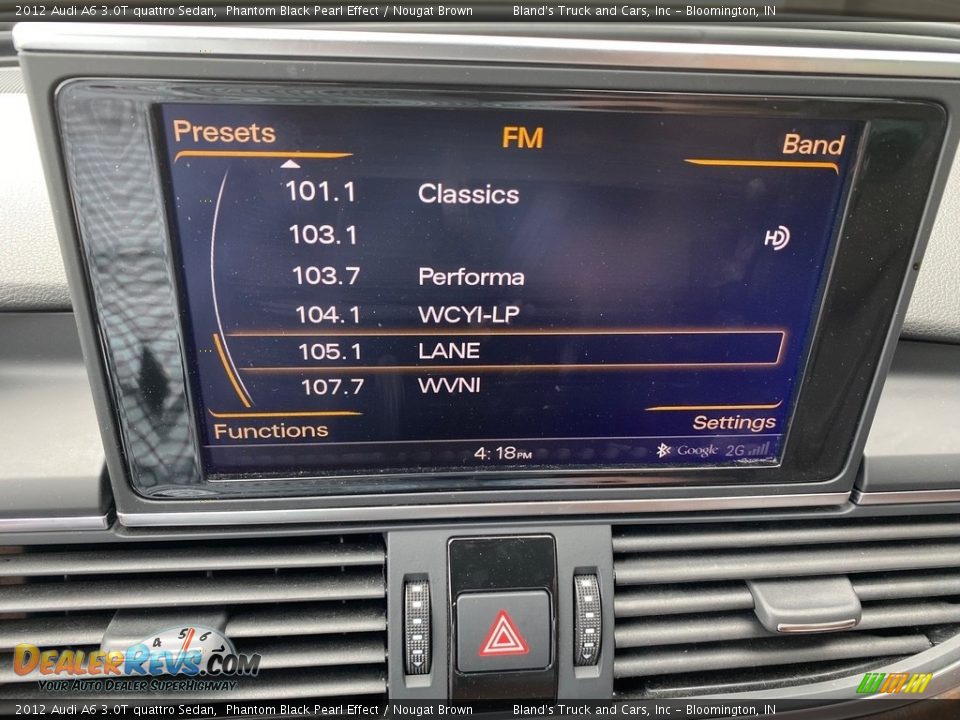 2012 Audi A6 3.0T quattro Sedan, Phantom Black Pearl Effect / Nougat Brown Bland's Truck and Cars, Inc - Bloomington, IN
Presets FM Band
101.1 Classics
103.1 HD
103.7 Performa
104.1 WCYI-LP
105.1 LANE
107.7 WVNI
Functions Settings
4:18PM Google 2G
4 5 6
DEALERREVS.COM
YOUR AUTO DEALER SUPERHIGHWAY
2012 Audi A6 3.0T quattro Sedan, Phantom Black Pearl Effect / Nougat Brown Bland's Truck and Cars, Inc - Bloomington, IN